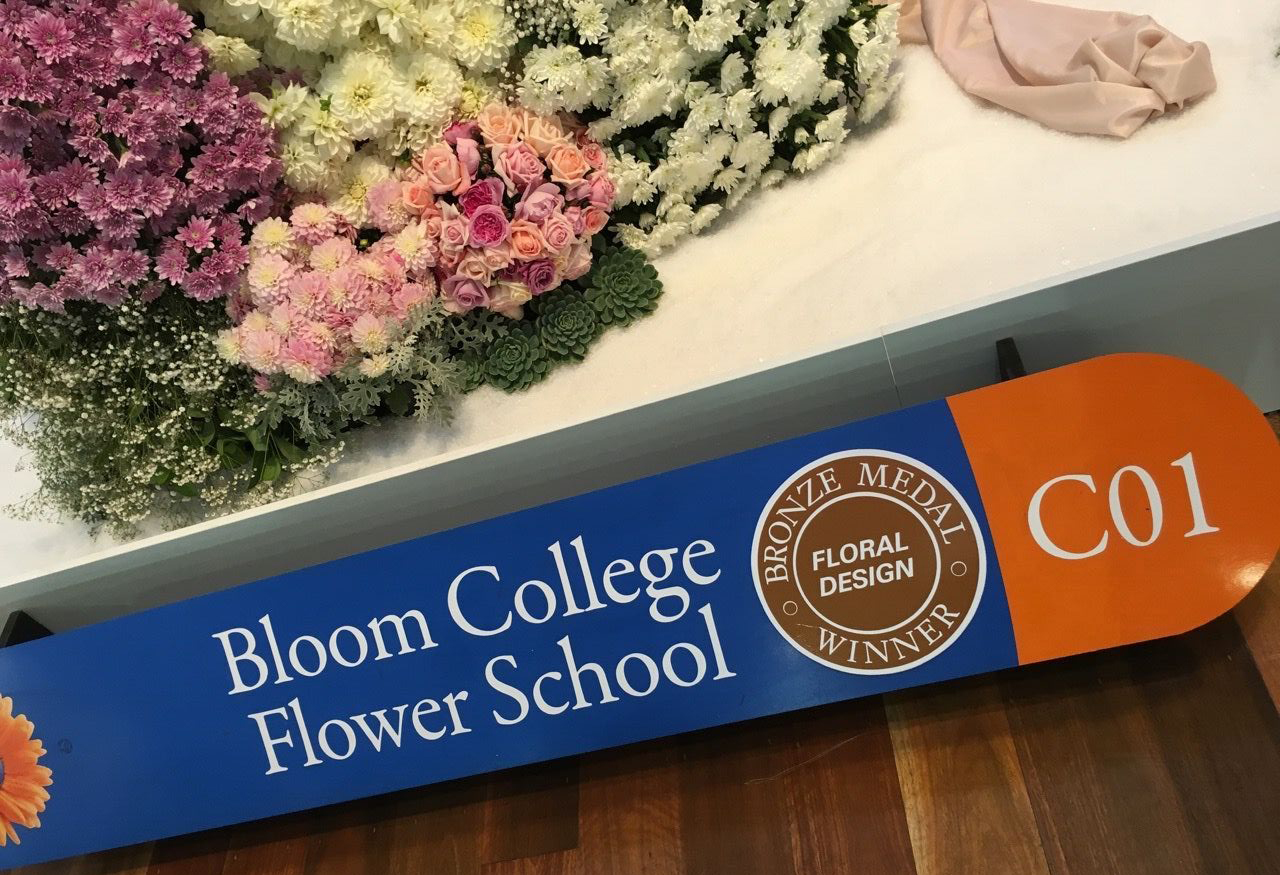 Bloom College
Flower School
BRONZE MEDAL
FLORAL
DESIGN
WINNER
C01